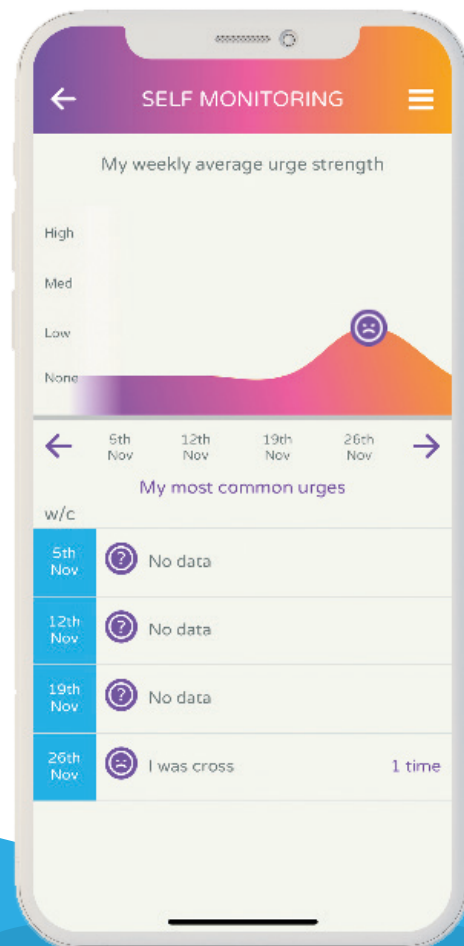 SELF MONITORING
My weekly average urge strength
High
Med
Low
None
5th Nov
12th Nov
19th Nov
26th Nov
My most common urges
w/c
5th
Nov
No data
12th
Nov
No data
19th
Nov
No data
26th
Nov
I was cross
1 time